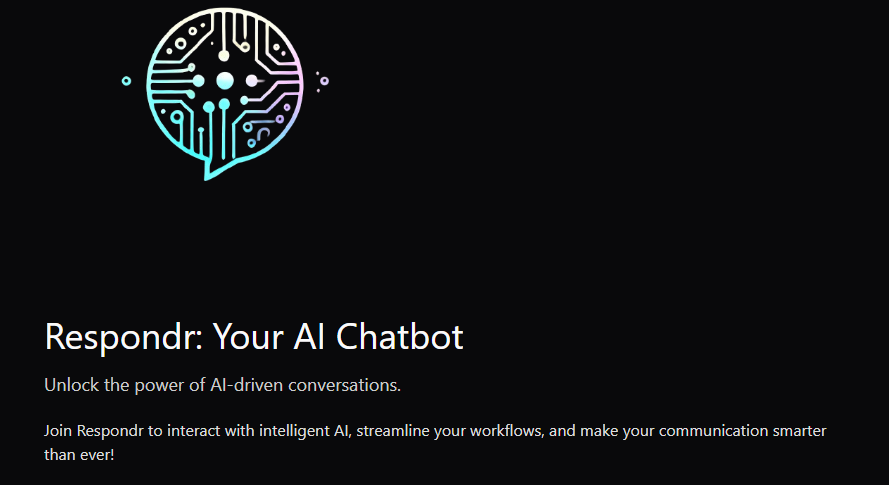 Respondr: Your AI Chatbot
Unlock the power of AI-driven conversations.
Join Respondr to interact with intelligent AI, streamline your workflows, and make your communication smarter
than ever!